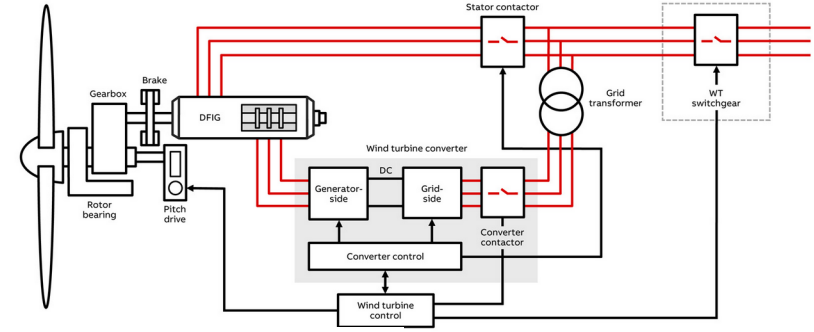 Stator contactor
Brake
Gearbox
DFIG
Grid
transformer
WT
switchgear
Wind turbine converter
DC
Generator-
side
Grid-
side
Rotor
bearing
Pitch
drive
Converter
contactor
Converter control
Wind turbine
control